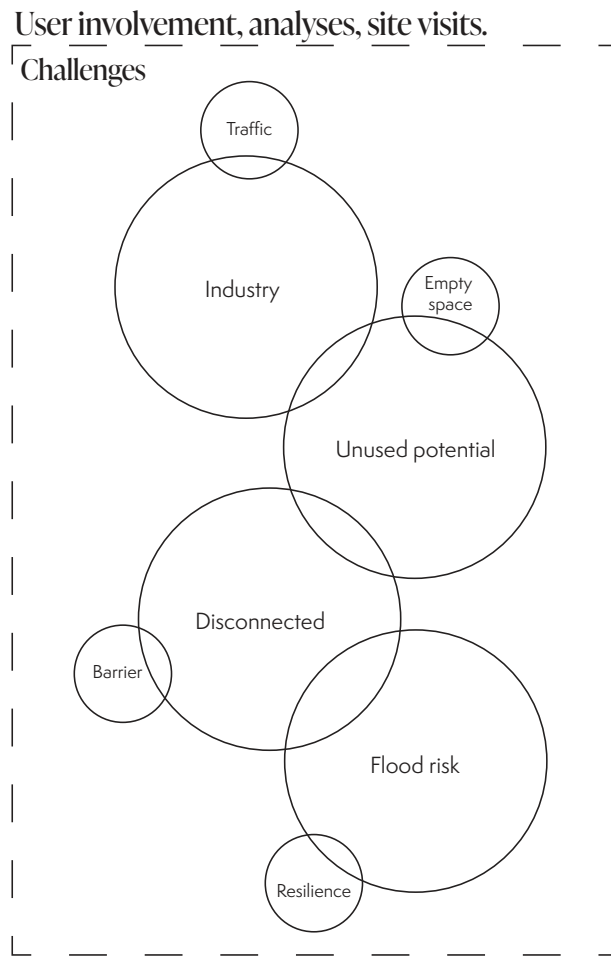 User involvement, analyses, site visits.
Challenges
Traffic
Industry
Empty
space
Unused potential
Disconnected
Barrier
Flood risk
Resilience